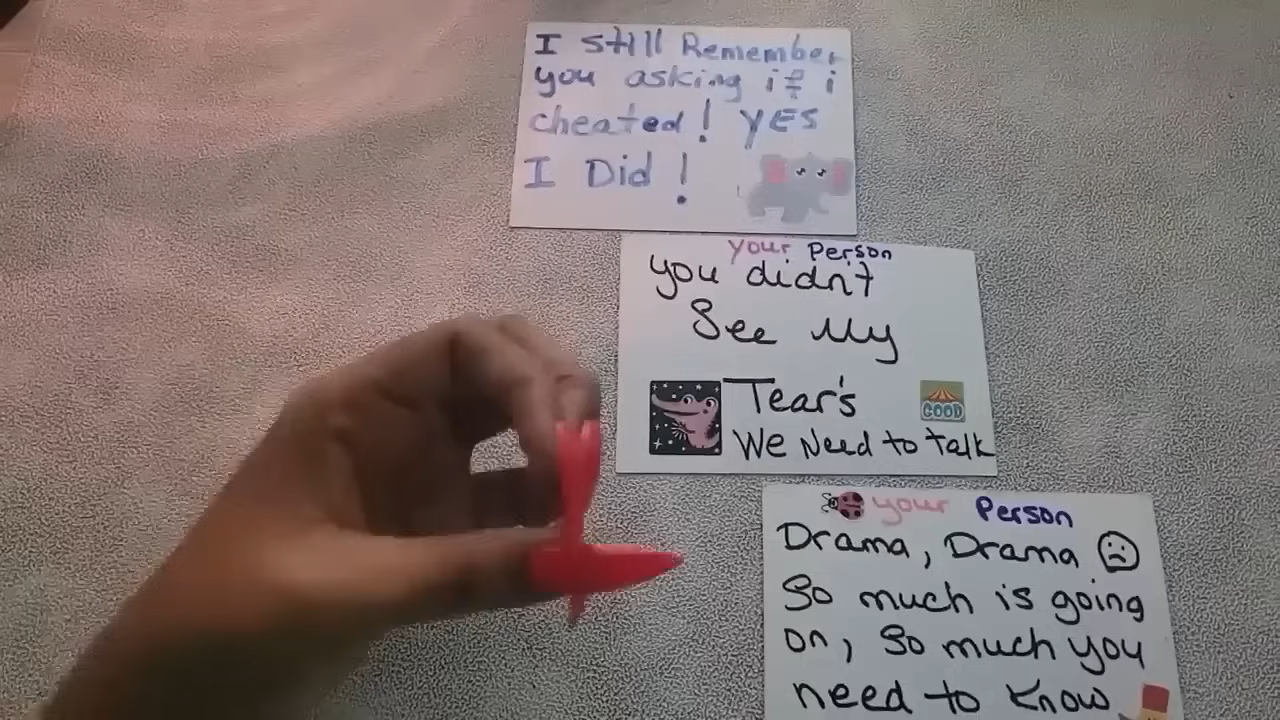 I still Remember
you asking if i
cheated! YES
I Did!
your Person
you didn't
See My
Tear's
GOOD
We Need to talk
your Person
Drama, Drama
So much is going
on, So much you
need to know